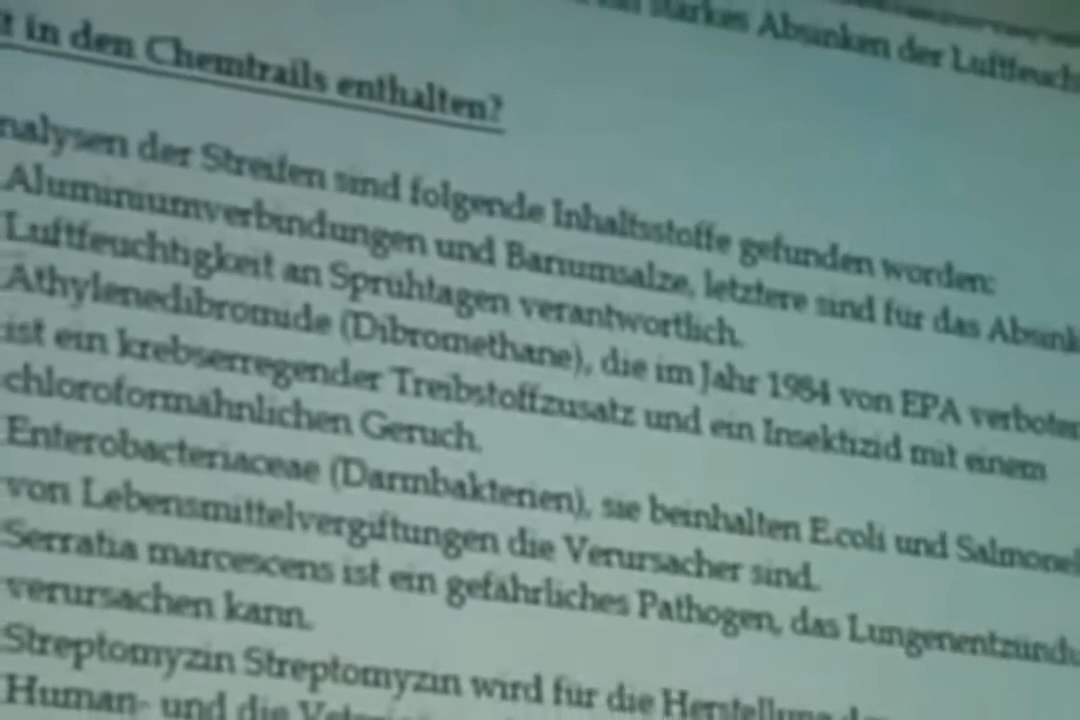 starkes Absunken der Luftfeuch
t in den Chemtrails enthalten?
nalysen der Streifen sind folgende Inhaltsstoffe gefunden worden:
Aluminiumverbindungen und Bariumsalze, letztere sind für das Absunk
Luftfeuchtigkeit an Sprühtagen verantwortlich.
Äthylenedibromide (Dibromethane), die im Jahr 1984 von EPA verboten
ist ein krebserregender Treibstoffzusatz und ein Insektizid mit einem
chloroformähnlichen Geruch.
Enterobacteriaceae (Darmbakterien), sie beinhalten E.coli und Salmonel
von Lebensmittelvergiftungen die Verursacher sind.
Serratia marcescens ist ein gefährliches Pathogen, das Lungenentzündu
verursachen kann.
Streptomyzin Streptomyzin wird für die Herstellung
Human- und die